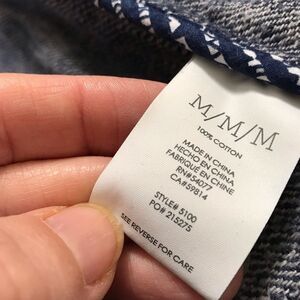 M/M/M
100% COTTON
MADE IN CHINA
HECHO EN CHINA
FABRIQUÉ EN CHINE
RN#54077
CA#59814
STYLE# 5100
PO# 215275
SEE REVERSE FOR CARE